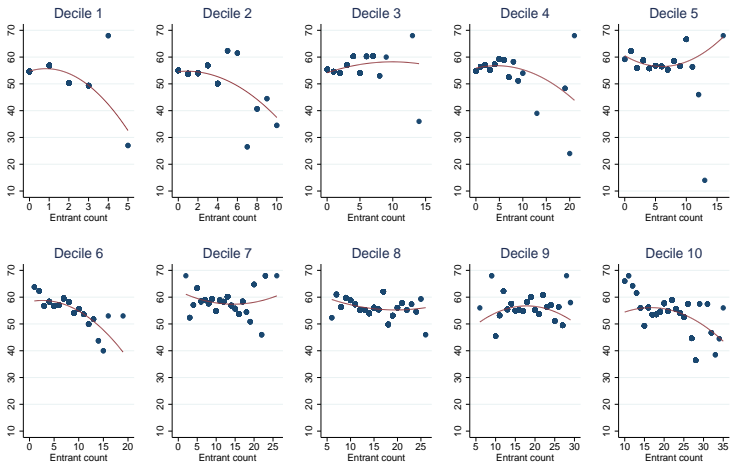 Decile 1 Decile 2 Decile 3 Decile 4 Decile 5
70 70 70 70 70
60 60 60 60 60
50 50 50 50 50
40 40 40 40 40
30 30 30 30 30
20 20 20 20 20
10 10 10 10 10
0 1 2 3 4 5 0 2 4 6 8 10 0 5 10 15 0 5 10 15 20 0 5 10 15
Entrant count Entrant count Entrant count Entrant count Entrant count
Decile 6 Decile 7 Decile 8 Decile 9 Decile 10
70 70 70 70 70
60 60 60 60 60
50 50 50 50 50
40 40 40 40 40
30 30 30 30 30
20 20 20 20 20
10 10 10 10 10
0 5 10 15 20 0 5 10 15 20 25 5 10 15 20 25 5 10 15 20 25 30 10 15 20 25 30 35
Entrant count Entrant count Entrant count Entrant count Entrant count